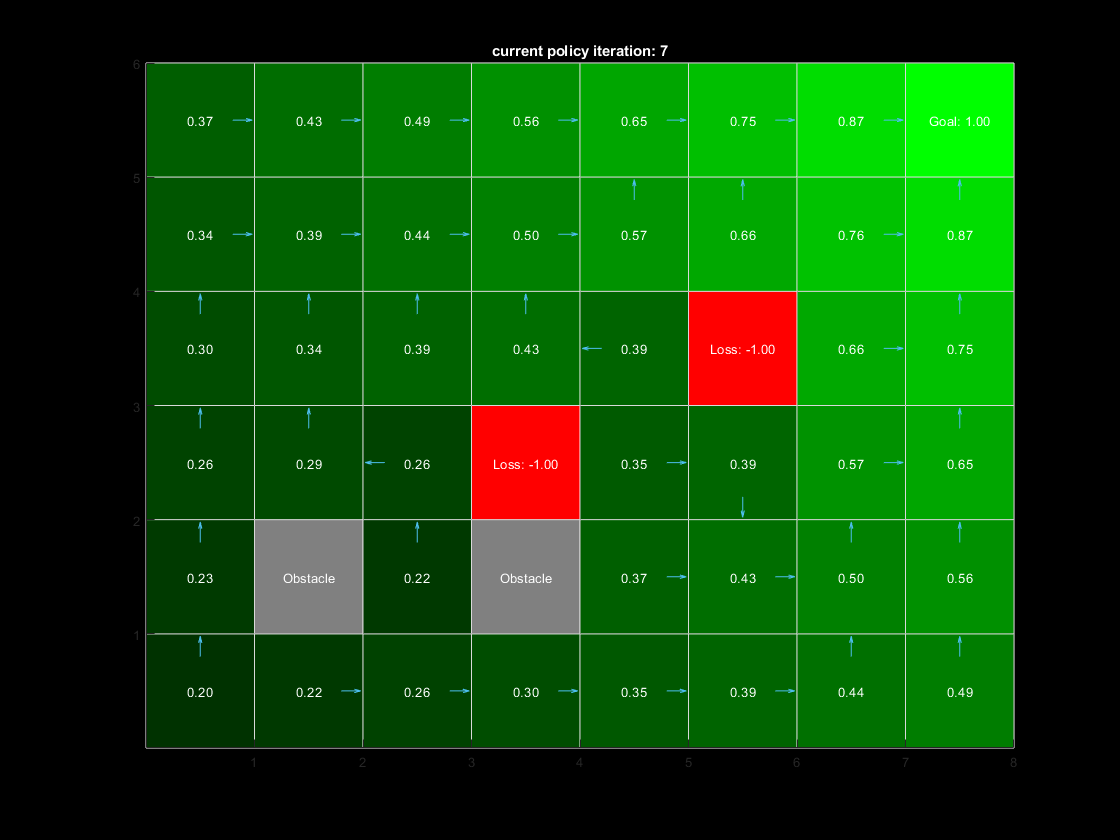 current policy iteration: 7
6
0.37 0.43 0.49 0.56 0.65 0.75 0.87 Goal: 1.00
5
0.34 0.39 0.44 0.50 0.57 0.66 0.76 0.87
4
0.30 0.34 0.39 0.43 0.39 Loss: -1.00 0.66 0.75
3
0.26 0.29 0.26 Loss: -1.00 0.35 0.39 0.57 0.65
2
0.23 Obstacle 0.22 Obstacle 0.37 0.43 0.50 0.56
1
0.20 0.22 0.26 0.30 0.35 0.39 0.44 0.49
1 2 3 4 5 6 7 8